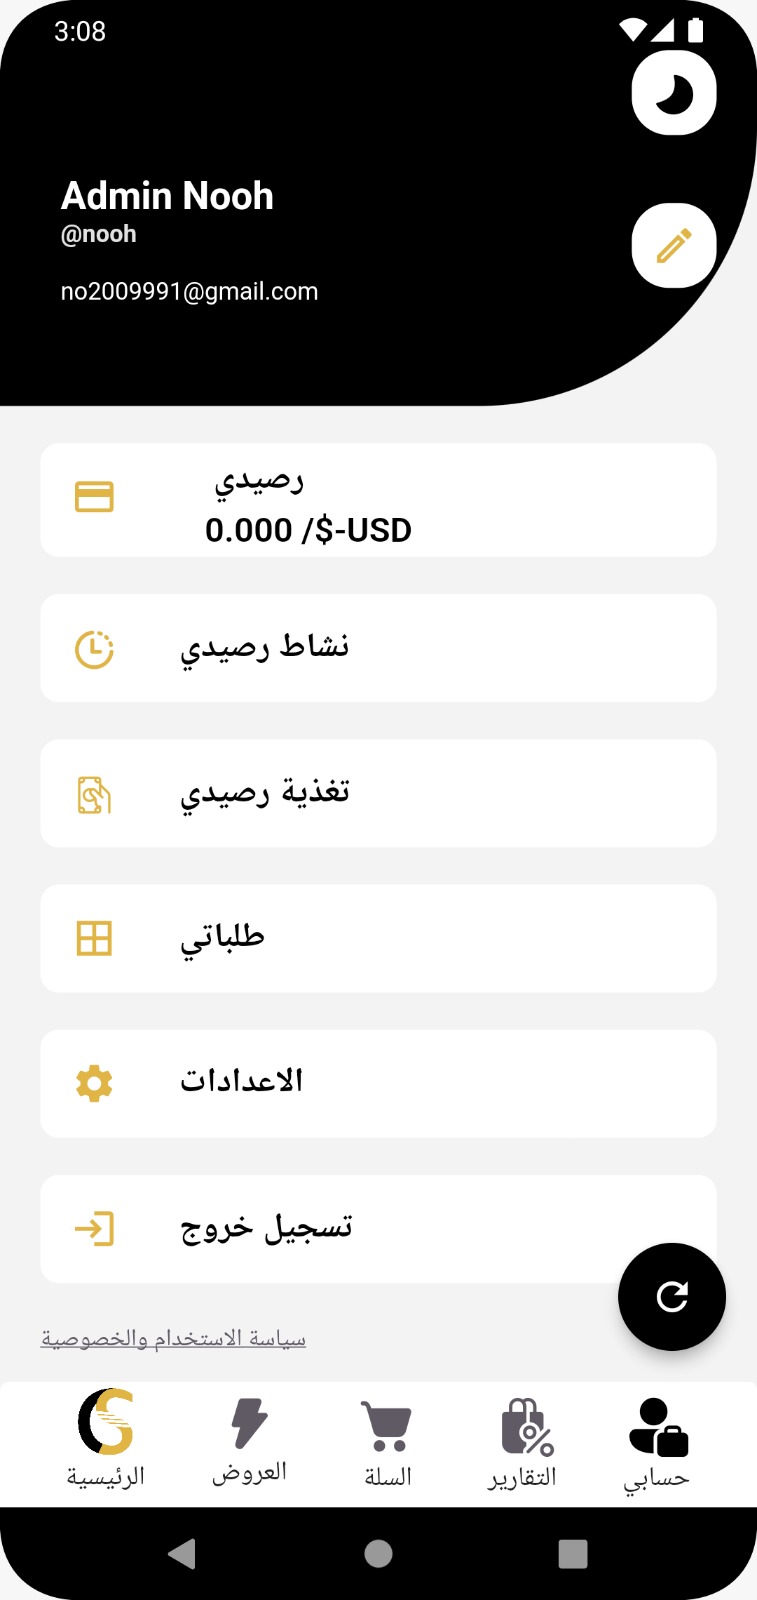 3:08
Admin Nooh
@nooh
no2009991@gmail.com
رصيدي
0.000 /$-USD
نشاط رصيدي
تغذية رصيدي
طلباتي
الاعدادات
تسجيل خروج
سياسة الاستخدام والخصوصية
الرئيسية
العروض
السلة
التقارير
حسابي